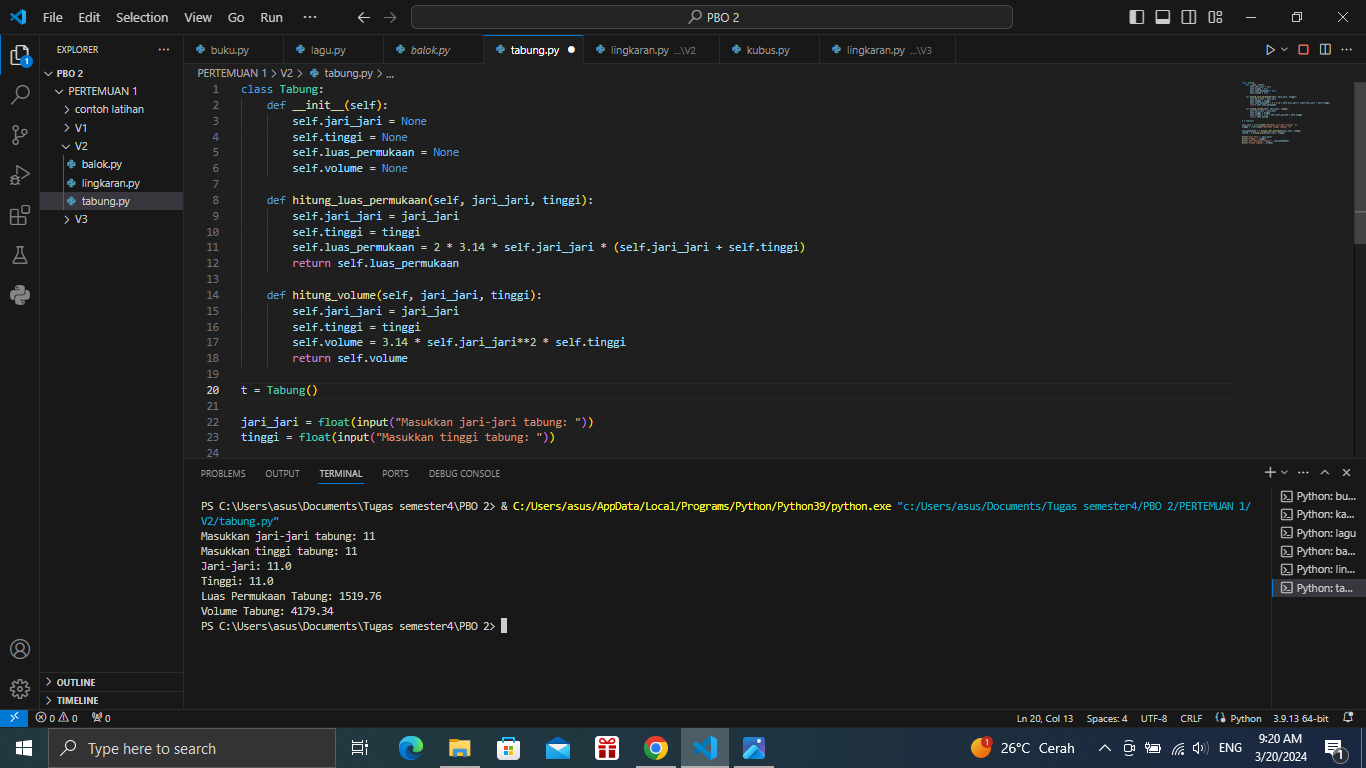 File Edit Selection View Go Run ··· PBO 2
EXPLORER ···
PBO 2
PERTEMUAN 1
contoh latihan
V1
V2
balok.py
lingkaran.py
tabung.py
V3
OUTLINE
TIMELINE
buku.py lagu.py balok.py tabung.py lingkaran.py ...\V2 kubus.py lingkaran.py ...\V3
PERTEMUAN 1 > V2 > tabung.py > ...
1 class Tabung:
2 def __init__(self):
3 self.jari_jari = None
4 self.tinggi = None
5 self.luas_permukaan = None
6 self.volume = None
7
8 def hitung_luas_permukaan(self, jari_jari, tinggi):
9 self.jari_jari = jari_jari
10 self.tinggi = tinggi
11 self.luas_permukaan = 2 * 3.14 * self.jari_jari * (self.jari_jari + self.tinggi)
12 return self.luas_permukaan
13
14 def hitung_volume(self, jari_jari, tinggi):
15 self.jari_jari = jari_jari
16 self.tinggi = tinggi
17 self.volume = 3.14 * self.jari_jari**2 * self.tinggi
18 return self.volume
19
20 t = Tabung()
21
22 jari_jari = float(input("Masukkan jari-jari tabung: "))
23 tinggi = float(input("Masukkan tinggi tabung: "))
24
PROBLEMS OUTPUT TERMINAL PORTS DEBUG CONSOLE
PS C:\Users\asus\Documents\Tugas semester4\PBO 2> & C:/Users/asus/AppData/Local/Programs/Python/Python39/python.exe "c:/Users/asus/Documents/Tugas semester4/PBO 2/PERTEMUAN 1/
V2/tabung.py"
Masukkan jari-jari tabung: 11
Masukkan tinggi tabung: 11
Jari-jari: 11.0
Tinggi: 11.0
Luas Permukaan Tabung: 1519.76
Volume Tabung: 4179.34
PS C:\Users\asus\Documents\Tugas semester4\PBO 2>
Python: bu...
Python: ka...
Python: lagu
Python: ba...
Python: lin...
Python: ta...
0 0 0 Ln 20, Col 13 Spaces: 4 UTF-8 CRLF Python 3.9.13 64-bit
Type here to search 1 26°C Cerah ENG 9:20 AM
3/20/2024 1